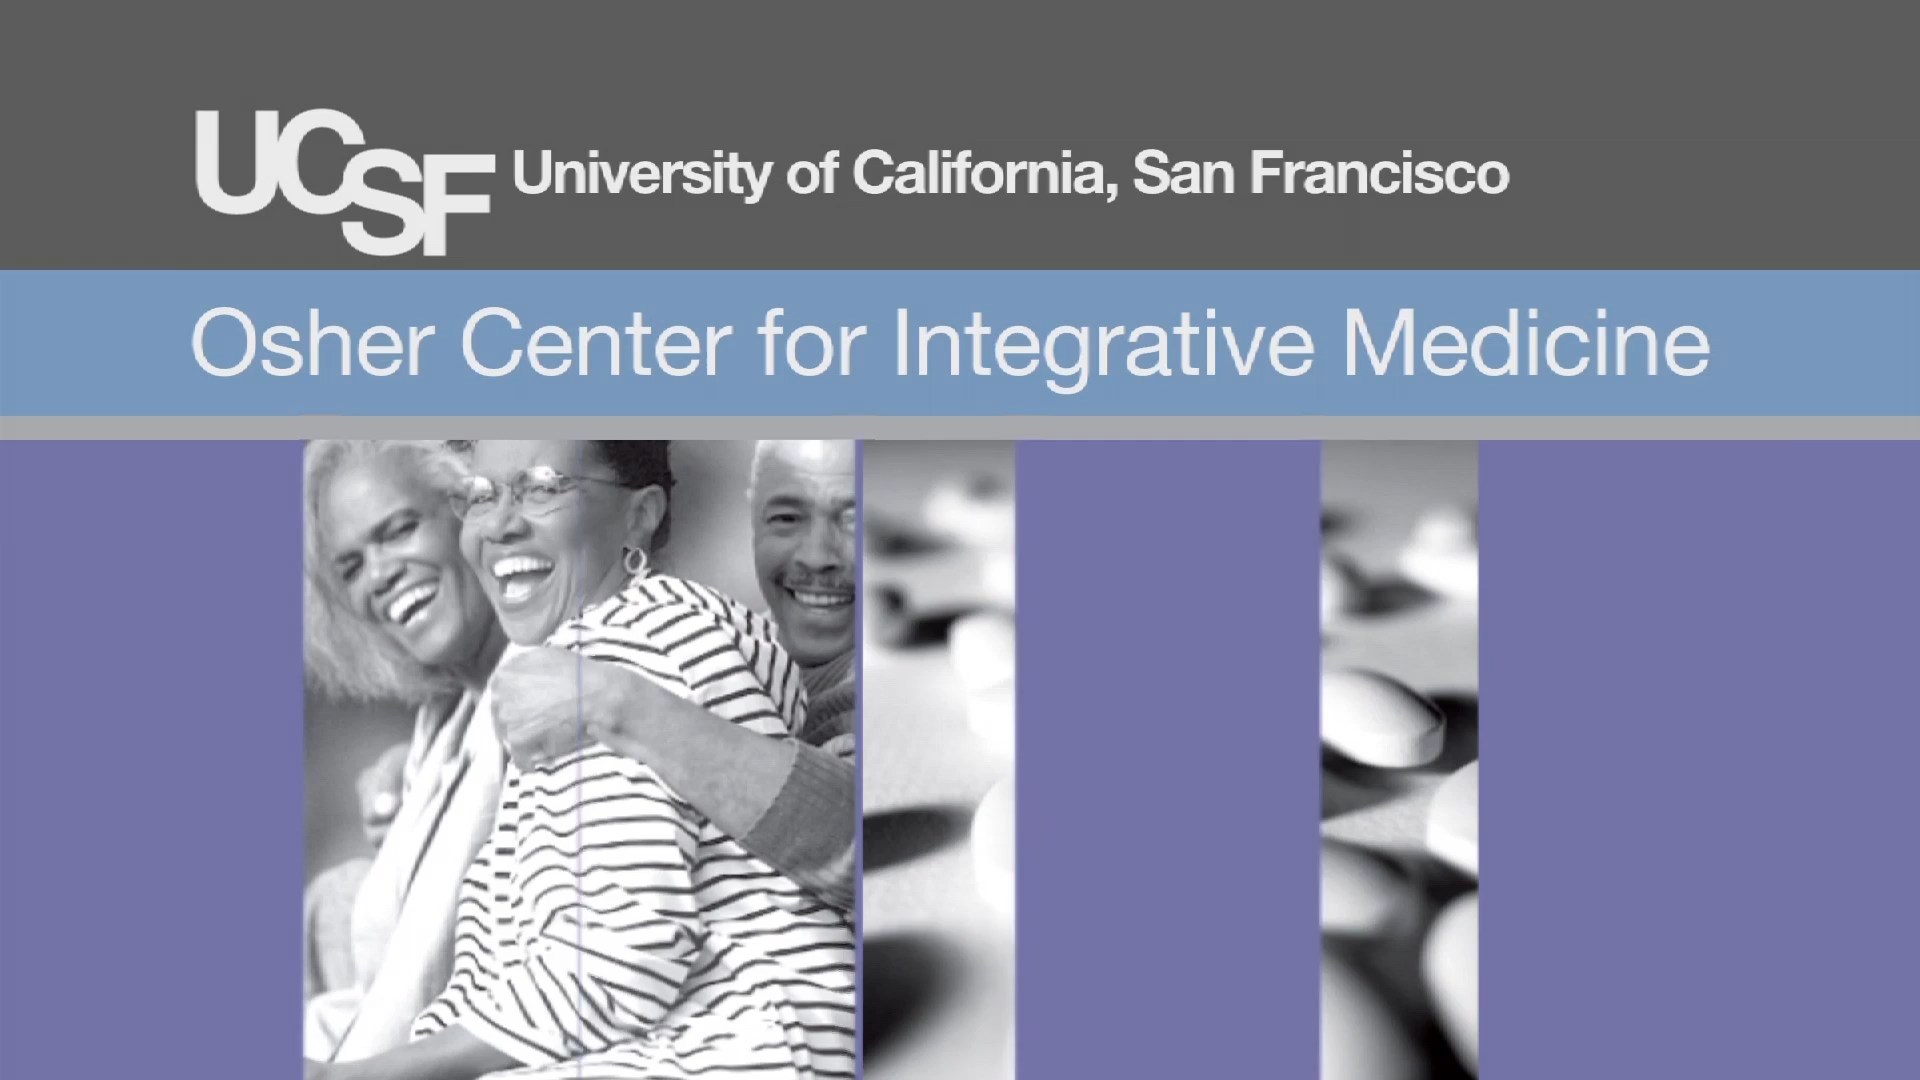 UCSF University of California, San Francisco
Osher Center for Integrative Medicine